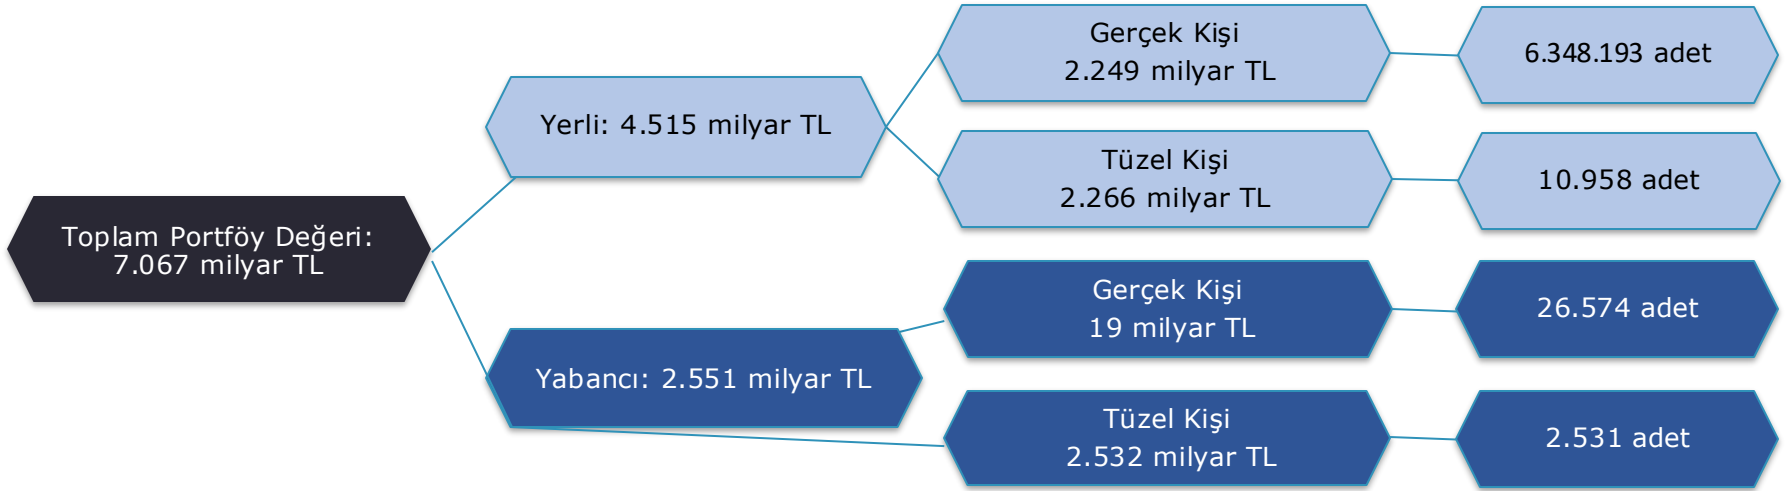 Toplam Portföy Değeri:
7.067 milyar TL
Yerli: 4.515 milyar TL
Gerçek Kişi
2.249 milyar TL
6.348.193 adet
Tüzel Kişi
2.266 milyar TL
10.958 adet
Yabancı: 2.551 milyar TL
Gerçek Kişi
19 milyar TL
26.574 adet
Tüzel Kişi
2.532 milyar TL
2.531 adet